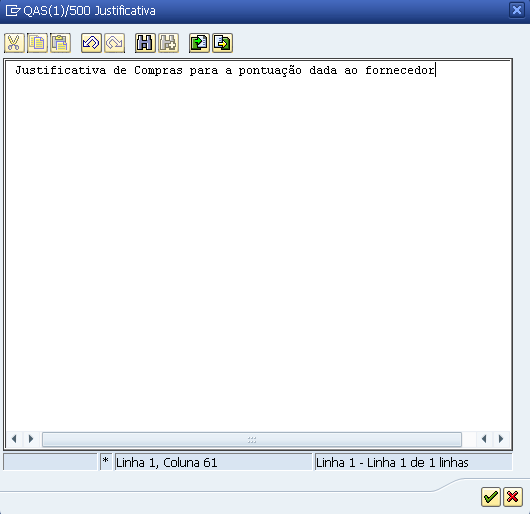 QAS(1)/500 Justificativa
Justificativa de Compras para a pontuação dada ao fornecedor
* Linha 1, Coluna 61 Linha 1 - Linha 1 de 1 linhas